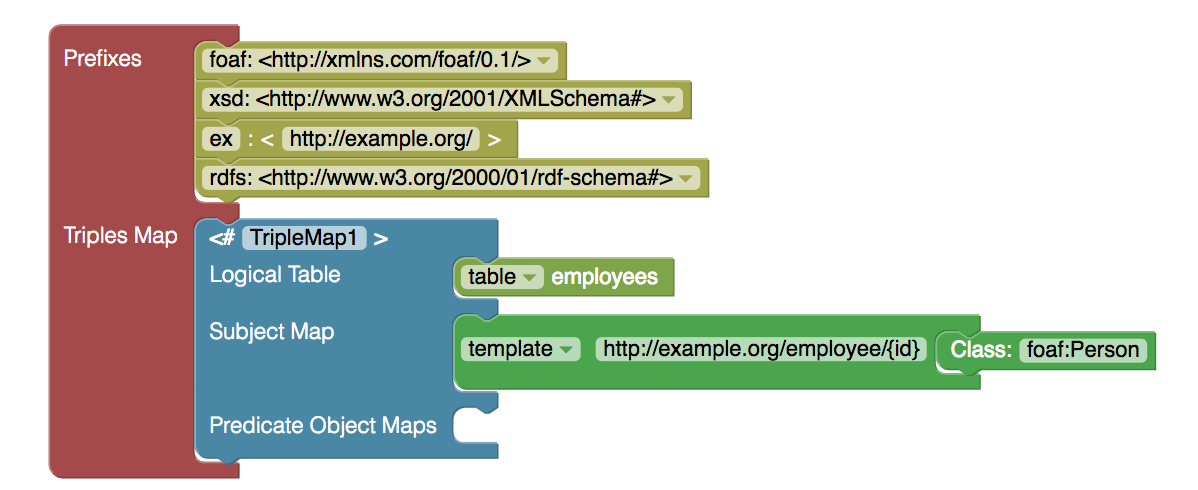 Prefixes
foaf: <http://xmlns.com/foaf/0.1/>
xsd: <http://www.w3.org/2001/XMLSchema#>
ex : < http://example.org/ >
rdfs: <http://www.w3.org/2000/01/rdf-schema#>
Triples Map
<# TripleMap1 >
Logical Table table employees
Subject Map
template http://example.org/employee/{id} Class: foaf:Person
Predicate Object Maps